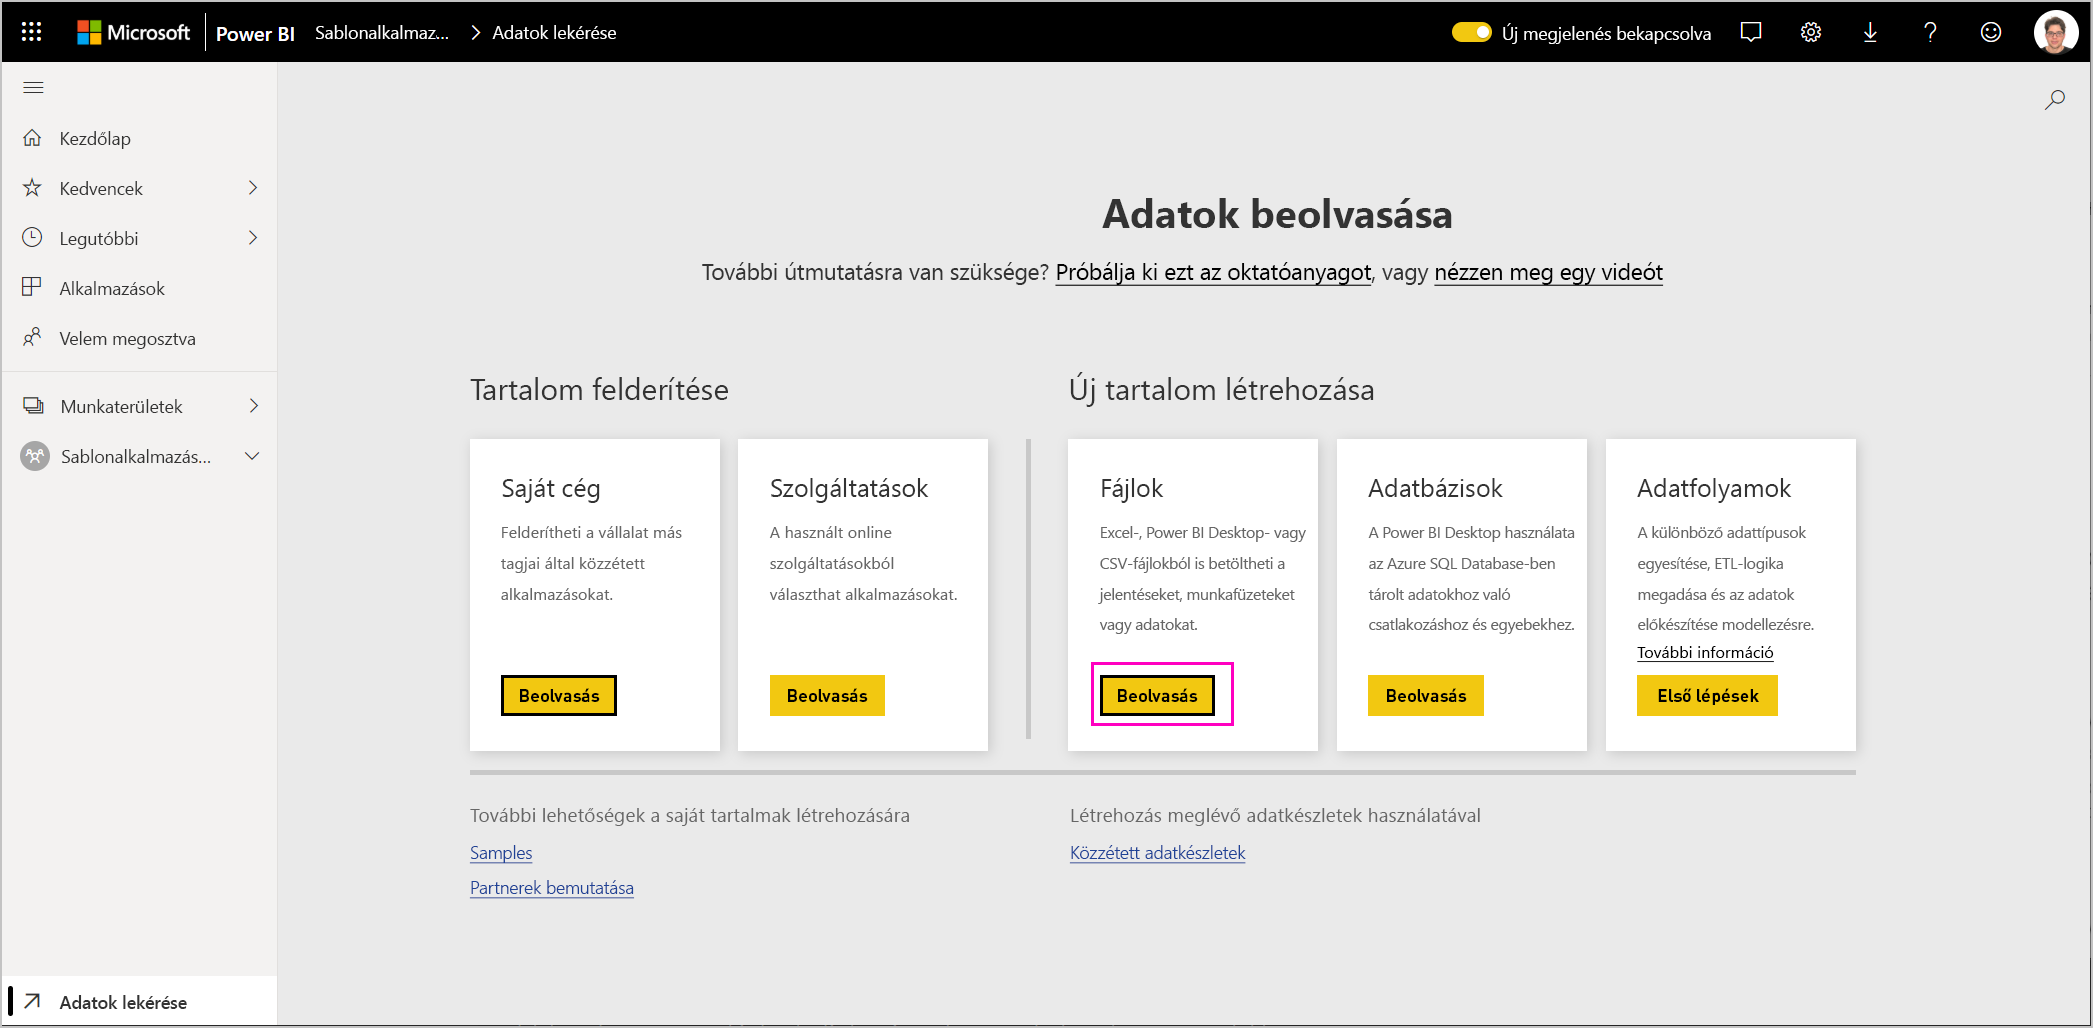 Microsoft
Power BI
Sablonalkalmaz...
Adatok lekérése
Új megjelenés bekapcsolva
Kezdőlap
Kedvencek
Legutóbbi
Alkalmazások
Velem megosztva
Munkaterületek
Sablonalkalmazás...
Adatok lekérése
Adatok beolvasása
További útmutatásra van szüksége? Próbálja ki ezt az oktatóanyagot, vagy nézzen meg egy videót
Tartalom felderítése
Saját cég
Felderítheti a vállalat más
tagjai által közzétett
alkalmazásokat.
Beolvasás
Szolgáltatások
A használt online
szolgáltatásokból
választhat alkalmazásokat.
Beolvasás
Új tartalom létrehozása
Fájlok
Excel-, Power BI Desktop- vagy
CSV-fájlokból is betöltheti a
jelentéseket, munkafüzeteket
vagy adatokat.
Beolvasás
Adatbázisok
A Power BI Desktop használata
az Azure SQL Database-ben
tárolt adatokhoz való
csatlakozáshoz és egyebekhez.
Beolvasás
Adatfolyamok
A különböző adattípusok
egyesítése, ETL-logika
megadása és az adatok
előkészítése modellezésre.
További információ
Első lépések
További lehetőségek a saját tartalmak létrehozására
Samples
Partnerek bemutatása
Létrehozás meglévő adatkészletek használatával
Közzétett adatkészletek